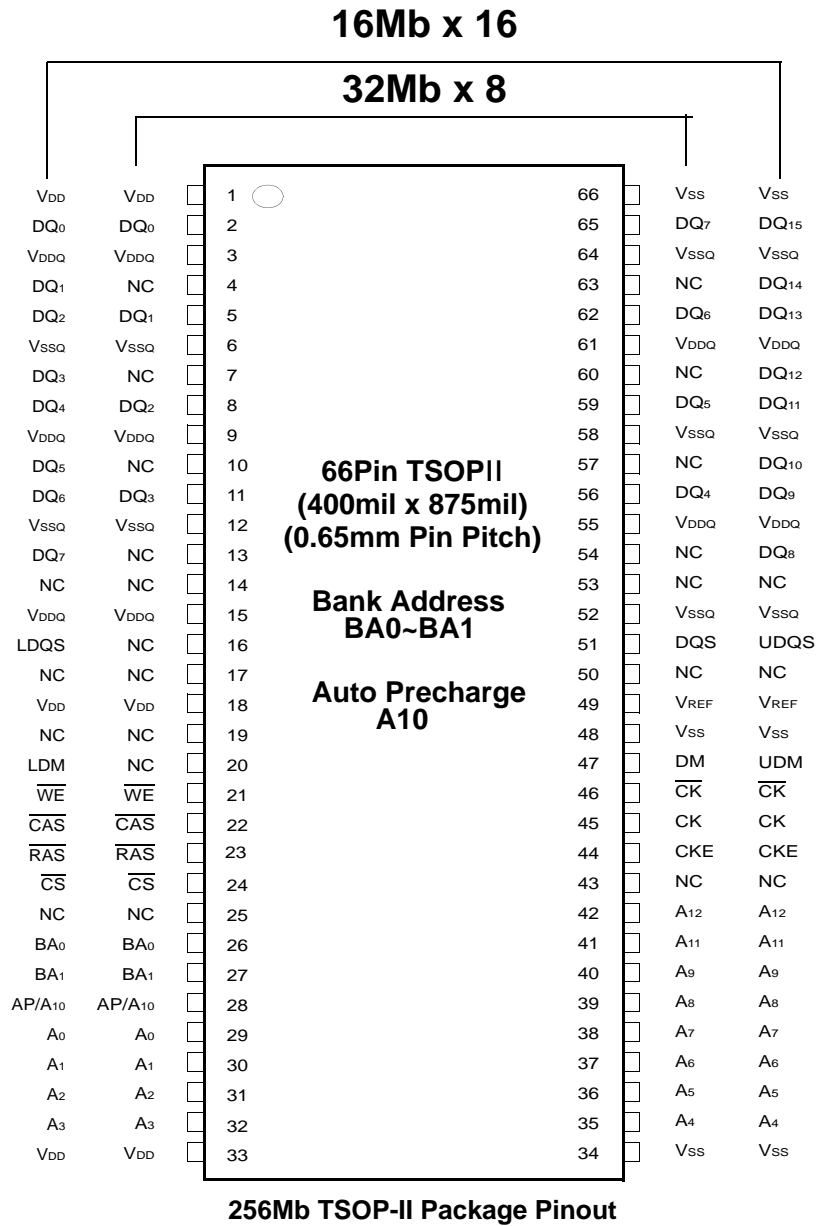 16Mb x 16
32Mb x 8
VDD VDD 1 66 VSS VSS
DQ0 DQ0 2 65 DQ7 DQ15
VDDQ VDDQ 3 64 VSSQ VSSQ
DQ1 NC 4 63 NC DQ14
DQ2 DQ1 5 62 DQ6 DQ13
VSSQ VSSQ 6 61 VDDQ VDDQ
DQ3 NC 7 60 NC DQ12
DQ4 DQ2 8 59 DQ5 DQ11
VDDQ VDDQ 9 58 VSSQ VSSQ
DQ5 NC 10 66Pin TSOPII 57 NC DQ10
DQ6 DQ3 11 (400mil x 875mil) 56 DQ4 DQ9
VSSQ VSSQ 12 (0.65mm Pin Pitch) 55 VDDQ VDDQ
DQ7 NC 13 54 NC DQ8
NC NC 14 Bank Address 53 NC NC
VDDQ VDDQ 15 BA0~BA1 52 VSSQ VSSQ
LDQS NC 16 51 DQS UDQS
NC NC 17 Auto Precharge 50 NC NC
VDD VDD 18 A10 49 VREF VREF
NC NC 19 48 VSS VSS
LDM NC 20 47 DM UDM
W̅E̅ W̅E̅ 21 46 C̅K̅ C̅K̅
C̅A̅S̅ C̅A̅S̅ 22 45 CK CK
R̅A̅S̅ R̅A̅S̅ 23 44 CKE CKE
C̅S̅ C̅S̅ 24 43 NC NC
NC NC 25 42 A12 A12
BA0 BA0 26 41 A11 A11
BA1 BA1 27 40 A9 A9
AP/A10 AP/A10 28 39 A8 A8
A0 A0 29 38 A7 A7
A1 A1 30 37 A6 A6
A2 A2 31 36 A5 A5
A3 A3 32 35 A4 A4
VDD VDD 33 34 VSS VSS
256Mb TSOP-II Package Pinout